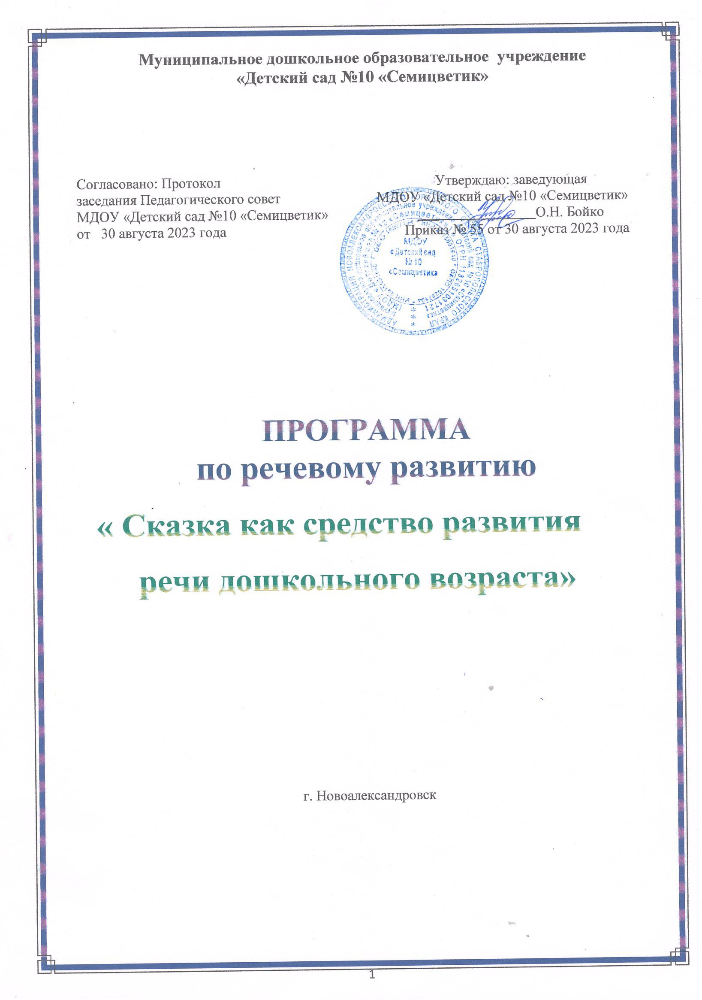 Муниципальное дошкольное образовательное учреждение
«Детский сад №10 «Семицветик»
Согласовано: Протокол
заседания Педагогического совет
МДОУ «Детский сад №10 «Семицветик»
от 30 августа 2023 года
Утверждаю: заведующая
МДОУ «Детский сад №10 «Семицветик»
О.Н. Бойко
Приказ № 55 от 30 августа 2023 года
МДОУ
«Детский сад
№ 10
«Семицветик»
ПРОГРАММА
по речевому развитию
« Сказка как средство развития
речи дошкольного возраста»
г. Новоалександровск
1